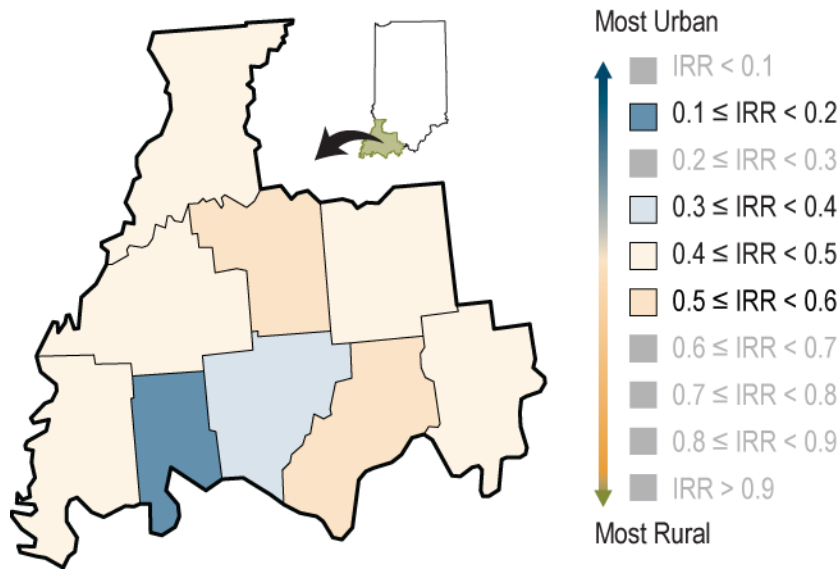 Most Urban
IRR < 0.1
0.1 ≤ IRR < 0.2
0.2 ≤ IRR < 0.3
0.3 ≤ IRR < 0.4
0.4 ≤ IRR < 0.5
0.5 ≤ IRR < 0.6
0.6 ≤ IRR < 0.7
0.7 ≤ IRR < 0.8
0.8 ≤ IRR < 0.9
IRR > 0.9
Most Rural